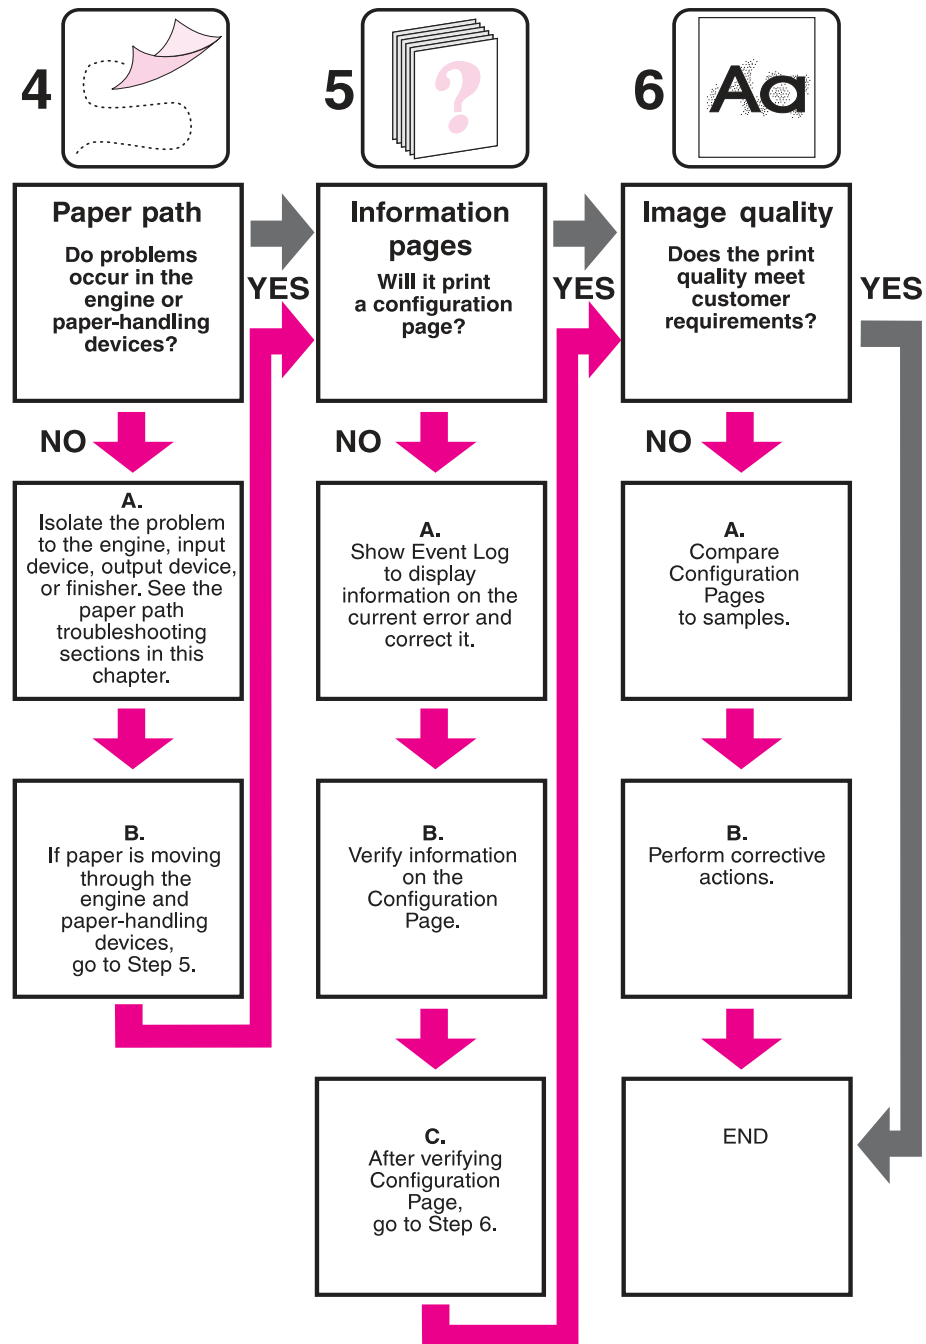 4
Paper path
Do problems
occur in the
engine or
paper-handling
devices?
YES
NO
A.
Isolate the problem
to the engine, input
device, output device,
or finisher. See the
paper path
troubleshooting
sections in this
chapter.
B.
If paper is moving
through the
engine and
paper-handling
devices,
go to Step 5.
5
?
Information
pages
Will it print
a configuration
page?
YES
NO
A.
Show Event Log
to display
information on the
current error and
correct it.
B.
Verify information
on the
Configuration
Page.
C.
After verifying
Configuration
Page,
go to Step 6.
6
Aa
Image quality
Does the print
quality meet
customer
requirements?
YES
NO
A.
Compare
Configuration
Pages
to samples.
B.
Perform corrective
actions.
END